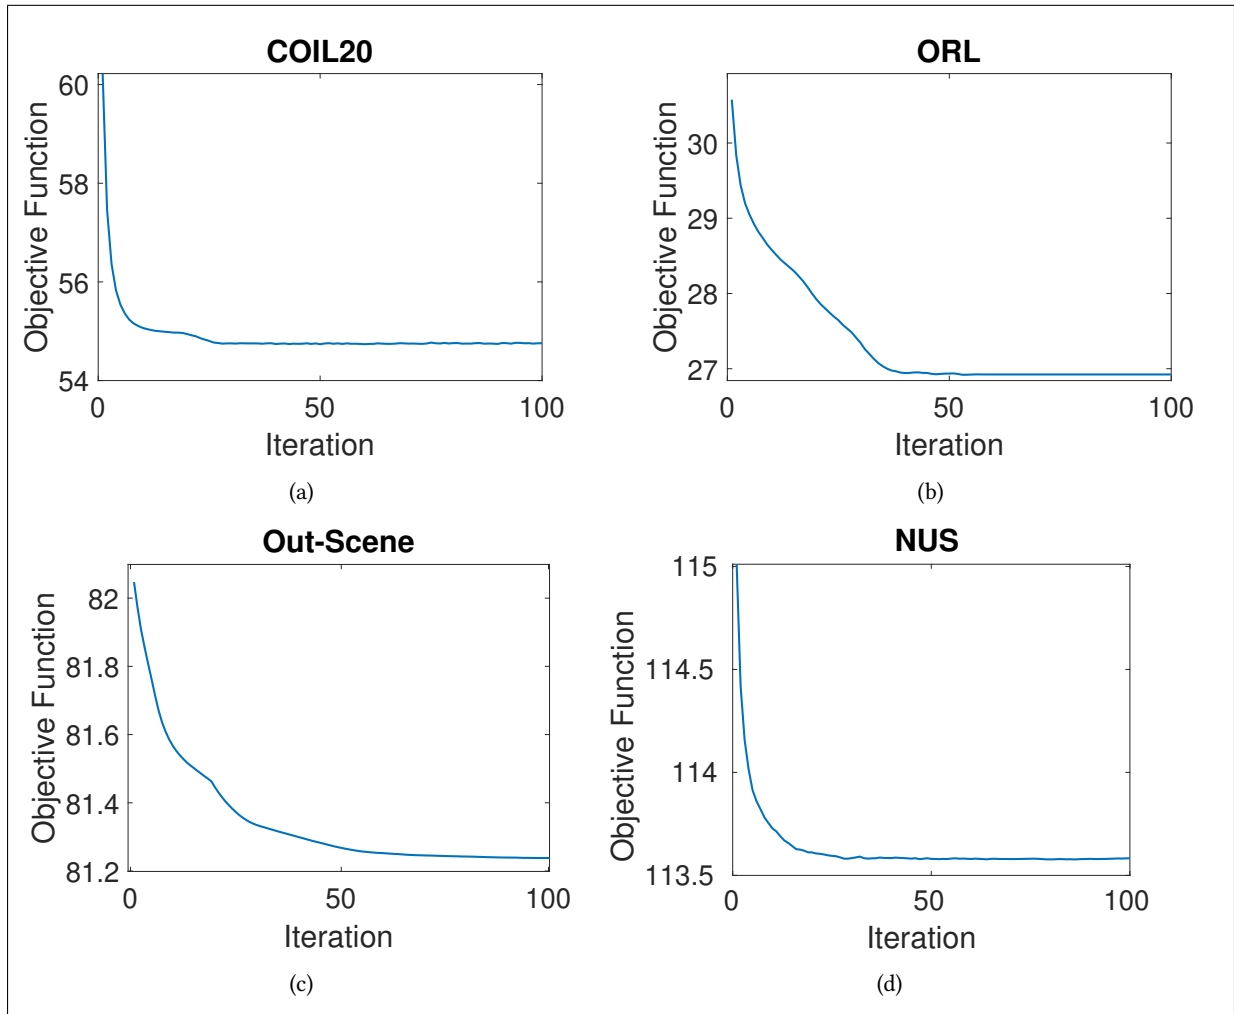 COIL20
60
58
56
54
0
50
100
Objective Function
Iteration
(a)
ORL
30
29
28
27
0
50
100
Objective Function
Iteration
(b)
Out-Scene
82
81.8
81.6
81.4
81.2
0
50
100
Objective Function
Iteration
(c)
NUS
115
114.5
114
113.5
0
50
100
Objective Function
Iteration
(d)